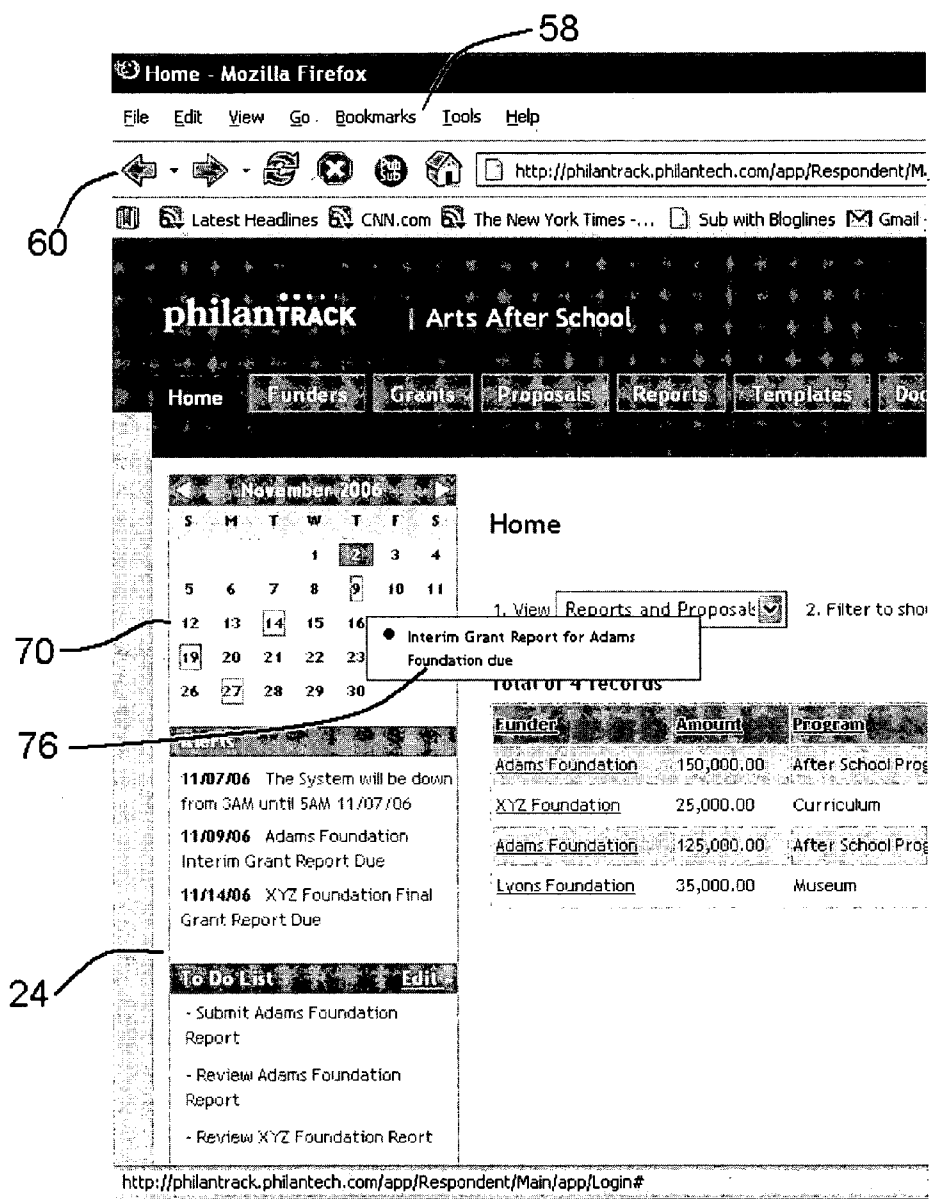 58
Home - Mozilla Firefox
File Edit View Go Bookmarks Tools Help
Pub Sub
http://philantrack.philantech.com/app/Respondent/M
60
Latest Headlines CNN.com The New York Times -... Sub with Bloglines Gmail -
philanTRACK | Arts After School
Home Funders Grants Proposals Reports Templates Doc
November 2006
S M T W T F S
1 2 3 4
5 6 7 8 9 10 11
12 13 14 15 16
19 20 21 22 23
26 27 28 29 30
70
76
24
Home
1. View Reports and Proposals 2. Filter to sho
• Interim Grant Report for Adams
Foundation due
Total of 4 records
Funder Amount Program
Adams Foundation 150,000.00 After School Prog
XYZ Foundation 25,000.00 Curriculum
Adams Foundation 125,000.00 After School Prog
Lyons Foundation 35,000.00 Museum
Alerts
11/07/06 The System will be down
from 3AM until 5AM 11/07/06
11/09/06 Adams Foundation
Interim Grant Report Due
11/14/06 XYZ Foundation Final
Grant Report Due
To Do List Edit
- Submit Adams Foundation
Report
- Review Adams Foundation
Report
- Review XYZ Foundation Reort
http://philantrack.philantech.com/app/Respondent/Main/app/Login#